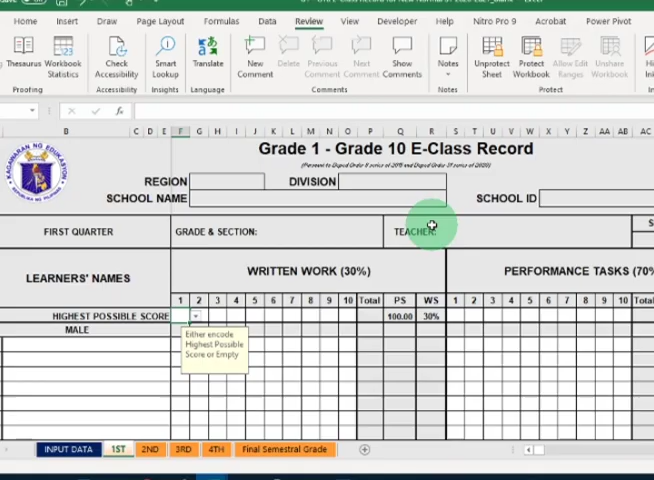 Home Insert Draw Page Layout Formulas Data Review View Developer Help Nitro Pro 9 Acrobat Power Pivot
Thesaurus Workbook Statistics Check Accessibility Smart Lookup Translate New Comment Delete Previous Comment Next Comment Show Comments Notes Unprotect Sheet Protect Workbook Allow Edit Ranges Unshare Workbook
Proofing Accessibility Insights Language Comments Notes Protect
fx
B C D E F G H I J K L M N O P Q R S T U V W X Y Z AA AB AC
Grade 1 - Grade 10 E-Class Record
REGION DIVISION
SCHOOL NAME SCHOOL ID
FIRST QUARTER GRADE & SECTION: TEACHER:
LEARNERS' NAMES WRITTEN WORK (30%) PERFORMANCE TASKS (70%
1 2 3 4 5 6 7 8 9 10 Total PS WS 1 2 3 4 5 6 7 8 9 10 Total
HIGHEST POSSIBLE SCORE 100.00 30%
MALE
Either encode
Highest Possible
Score or Empty
INPUT DATA 1ST 2ND 3RD 4TH Final Semestral Grade